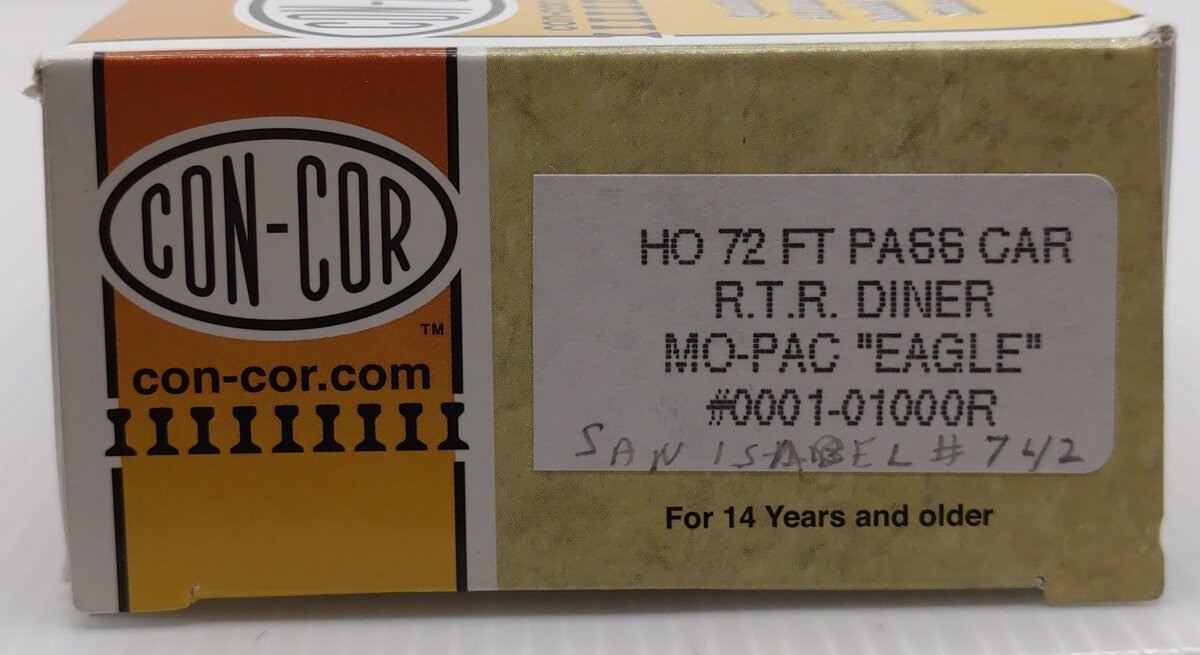 CON-COR
TM
con-cor.com
HO 72 FT PASS CAR
R.T.R. DINER
MO-PAC "EAGLE"
#0001-01000R
SAN ISABEL # 742
For 14 Years and older